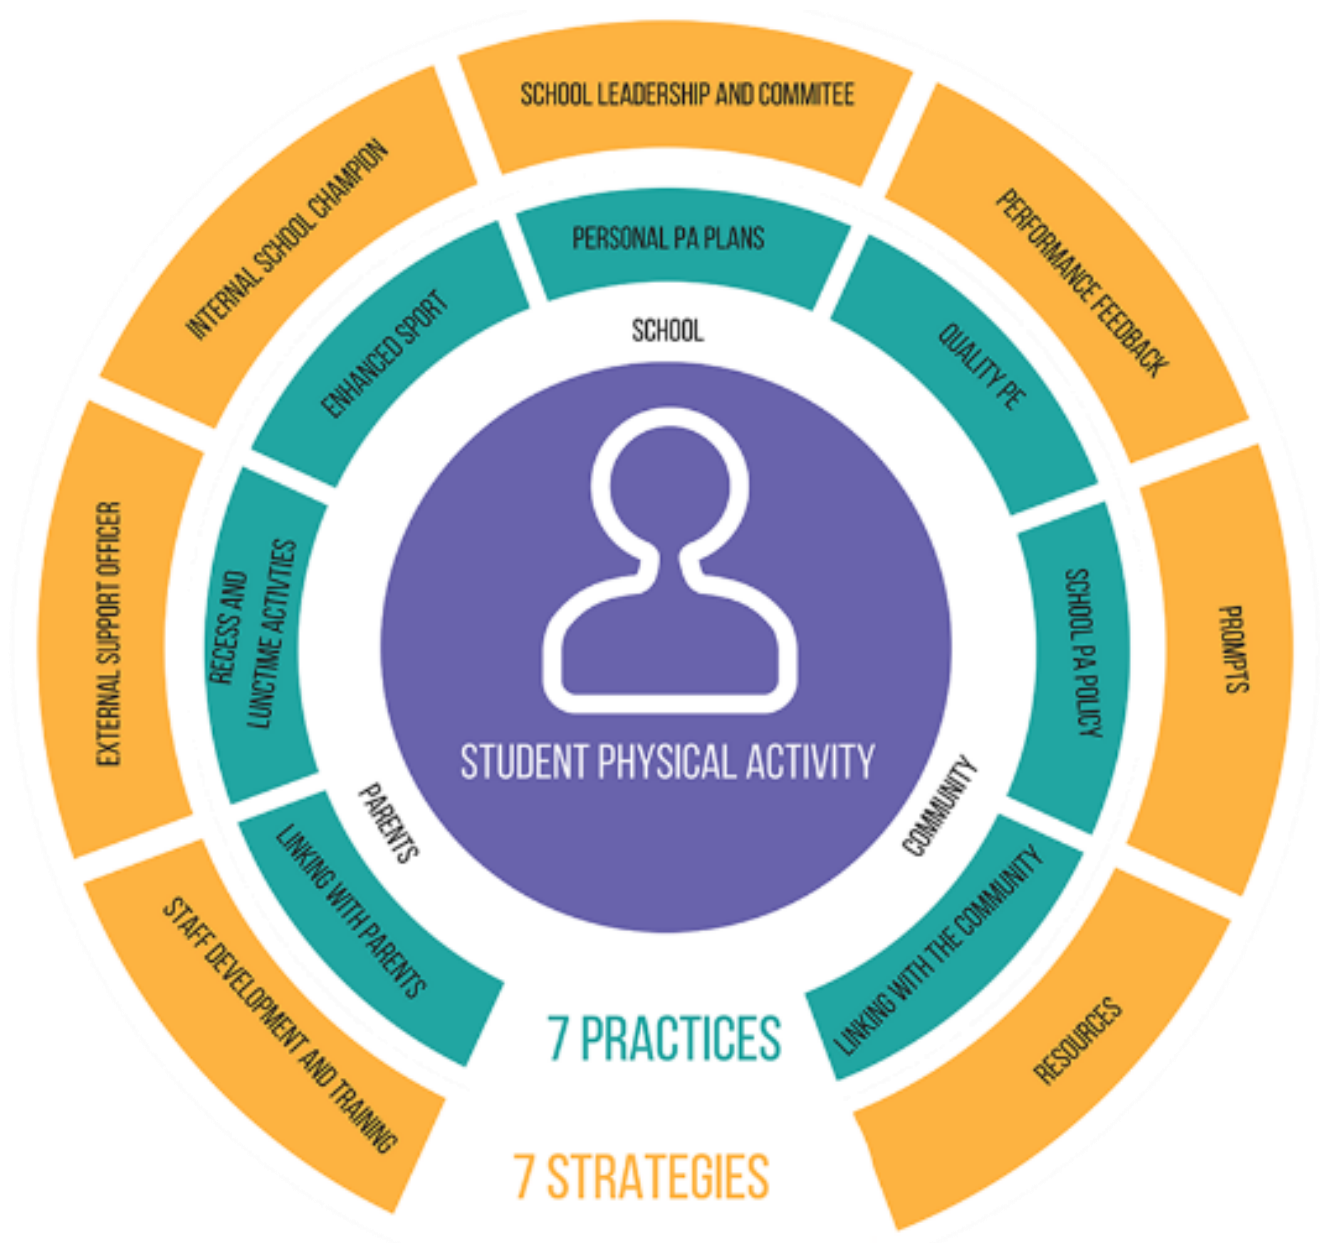 SCHOOL LEADERSHIP AND COMMITEE
INTERNAL SCHOOL CHAMPION
PERFORMANCE FEEDBACK
EXTERNAL SUPPORT OFFICER
PROMPTS
STAFF DEVELOPMENT AND TRAINING
RESOURCES
PERSONAL PA PLANS
ENHANCED SPORT
QUALITY PE
RECESS AND
LUNCTIME ACTIVTIES
SCHOOL PA POLICY
LINKING WITH PARENTS
LINKING WITH THE COMMUNITY
SCHOOL
PARENTS
COMMUNITY
STUDENT PHYSICAL ACTIVITY
7 PRACTICES
7 STRATEGIES